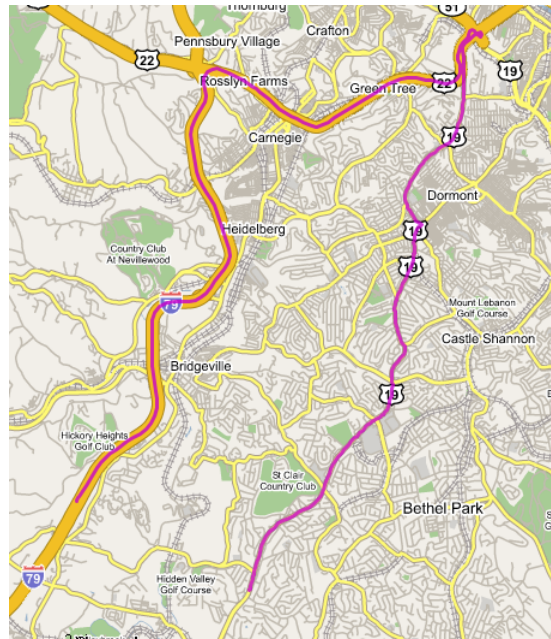 Thornburg
51
Crafton
Pennsbury Village
22
19
Rosslyn Farms
22
Green Tree
Carnegie
19
Dormont
Heidelberg
19
Country Club
At Nevillewood
19
79
Mount Lebanon
Golf Course
Castle Shannon
Bridgeville
19
Hickory Heights
Golf Club
St Clair
Country Club
Bethel Park
79
Hidden Valley
Golf Course